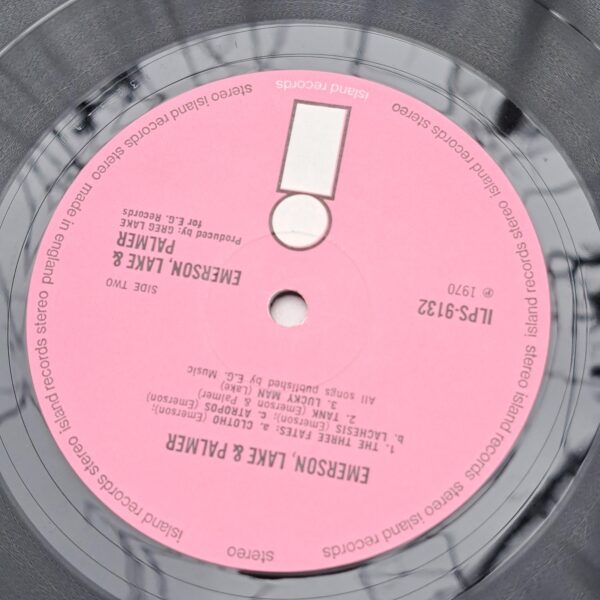 EMERSON, LAKE & PALMER
1. THE THREE FATES: a. CLOTHO (Emerson);
b. LACHESIS (Emerson); c. ATROPOS
2. TANK (Emerson & Palmer)
3. LUCKY MAN (Lake)
All songs published by E.G. Music
ILPS-9132
℗ 1970
SIDE TWO
EMERSON, LAKE &
PALMER
Produced by: GREG LAKE
for E.G. Records
stereo island records stereo island records stereo made in england stereo island records stereo island records stereo island records stereo island records stereo island records stereo island records